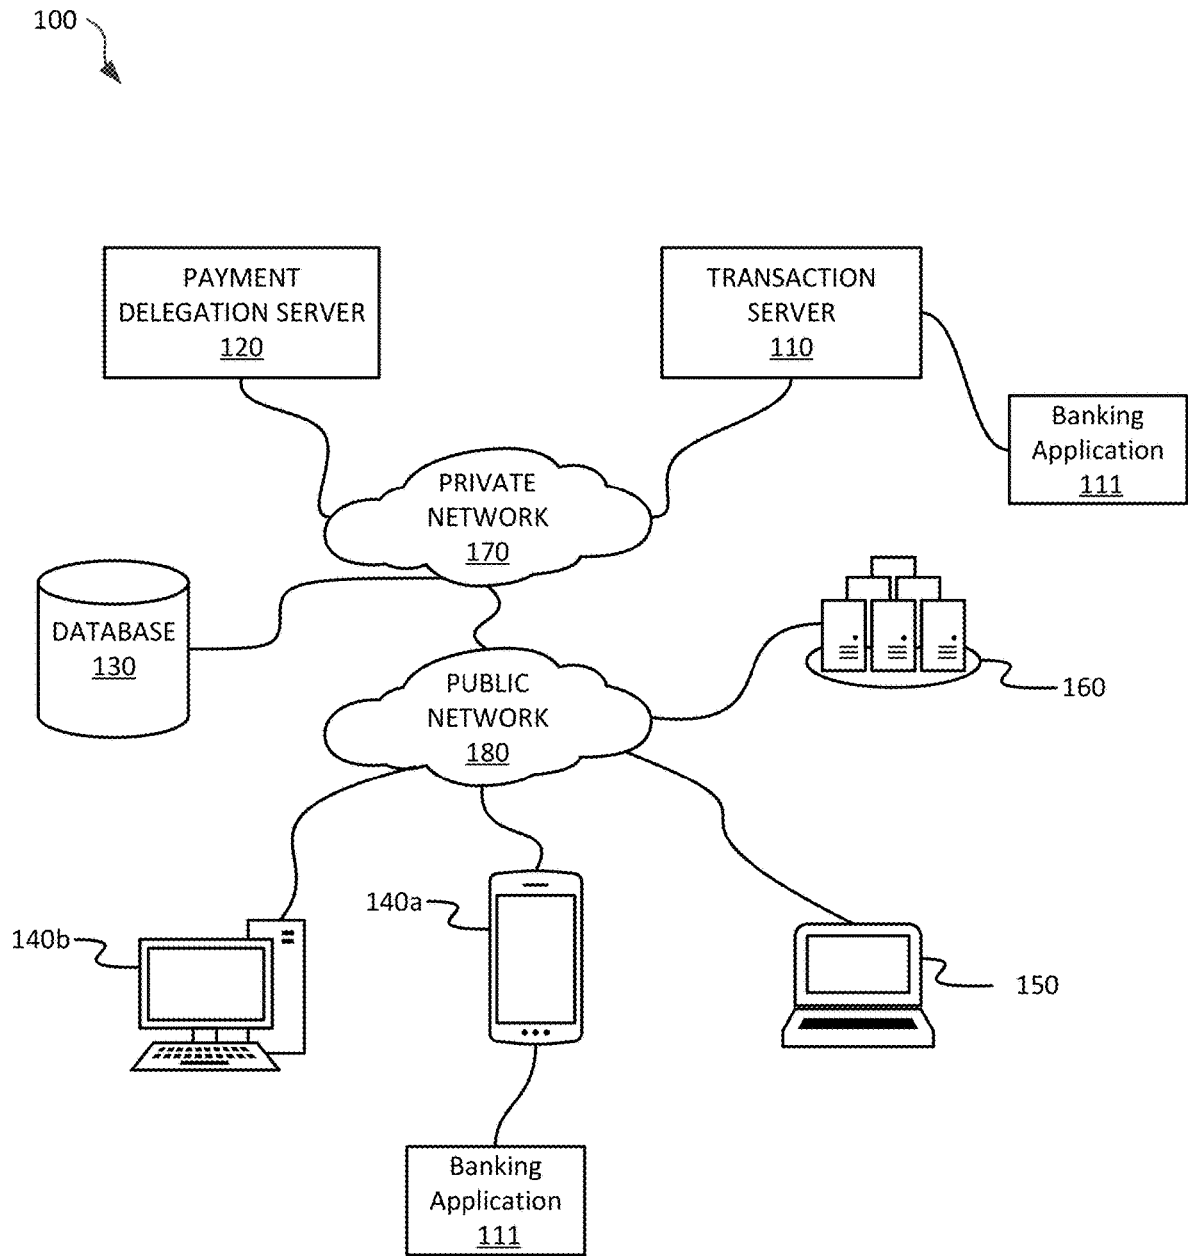 100
PAYMENT
DELEGATION SERVER
120
TRANSACTION
SERVER
110
Banking
Application
111
PRIVATE
NETWORK
170
DATABASE
130
PUBLIC
NETWORK
180
160
140b
140a
150
Banking
Application
111